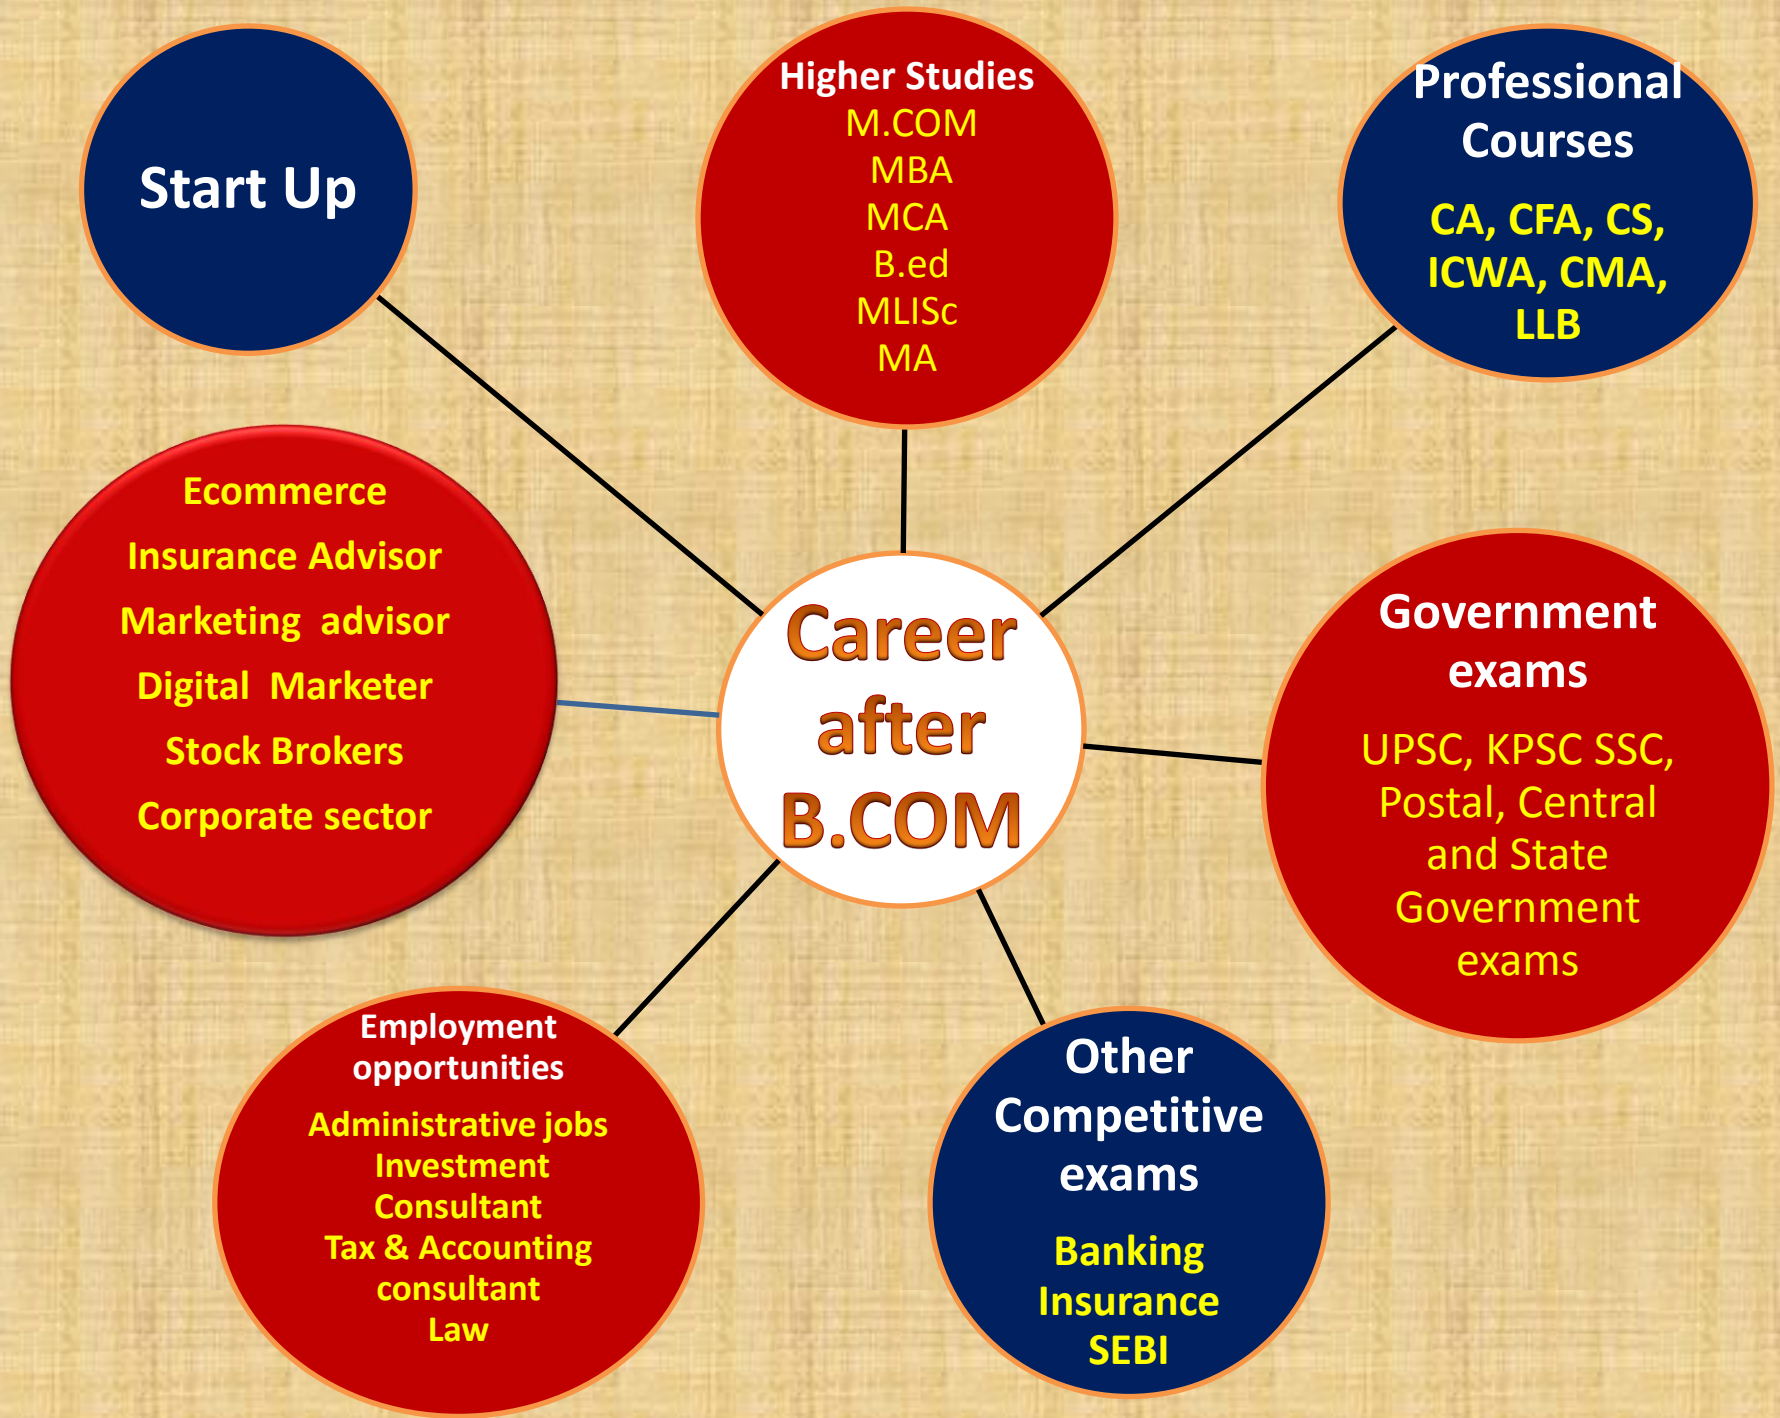 Start Up
Higher Studies
M.COM
MBA
MCA
B.ed
MLISc
MA
Professional
Courses
CA, CFA, CS,
ICWA, CMA,
LLB
Ecommerce
Insurance Advisor
Marketing advisor
Digital Marketer
Stock Brokers
Corporate sector
Career
after
B.COM
Government
exams
UPSC, KPSC SSC,
Postal, Central
and State
Government
exams
Employment
opportunities
Administrative jobs
Investment
Consultant
Tax & Accounting
consultant
Law
Other
Competitive
exams
Banking
Insurance
SEBI